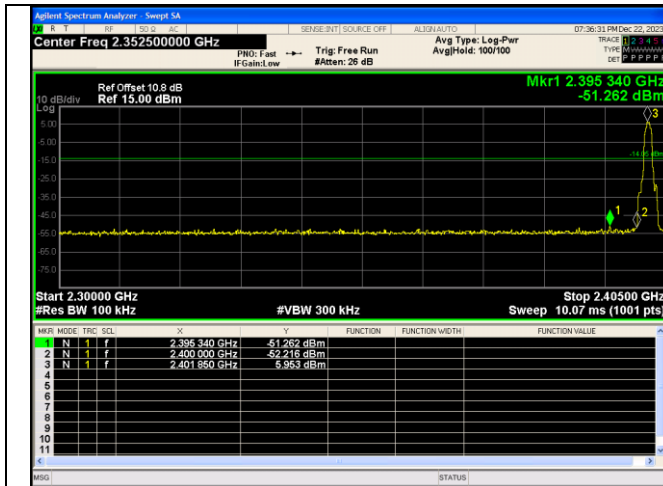 Agilent Spectrum Analyzer - Swept SA
R T RF 50 Ω AC SENSE:INT SOURCE OFF ALIGNAUTO 07:36:31 PM Dec 22, 2023
Center Freq 2.352500000 GHz
PNO: Fast
IFGain:Low
Trig: Free Run
#Atten: 26 dB
Avg Type: Log-Pwr
Avg|Hold: 100/100
TRACE 1 2 3 4 5
TYPE M
DET P P P P P
Mkr1 2.395 340 GHz
-51.262 dBm
Ref Offset 10.8 dB
10 dB/div Ref 15.00 dBm
Log
3
5.00
-5.00
-15.0
-14.05 dBm
-25.0
-35.0
-45.0
1
2
-55.0
-65.0
-75.0
Start 2.30000 GHz Stop 2.40500 GHz
#Res BW 100 kHz #VBW 300 kHz Sweep 10.07 ms (1001 pts)
MKR MODE TRC SCL X Y FUNCTION FUNCTION WIDTH FUNCTION VALUE
1 N 1 f 2.395 340 GHz -51.262 dBm
2 N 1 f 2.400 000 GHz -52.216 dBm
3 N 1 f 2.401 850 GHz 5.953 dBm
4
5
6
7
8
9
10
11
MSG STATUS